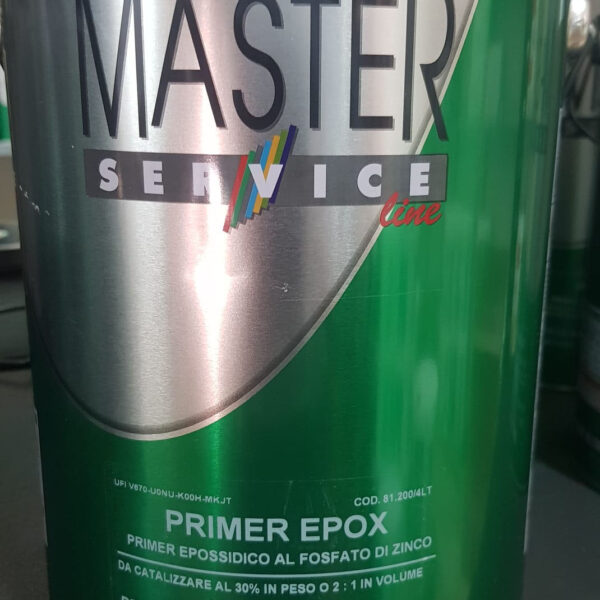 MASTER
SERVICE
line
UFI V670-U0NU-K00H-MKJT
COD. 81.200/4LT
PRIMER EPOX
PRIMER EPOSSIDICO AL FOSFATO DI ZINCO
DA CATALIZZARE AL 30% IN PESO O 2 : 1 IN VOLUME